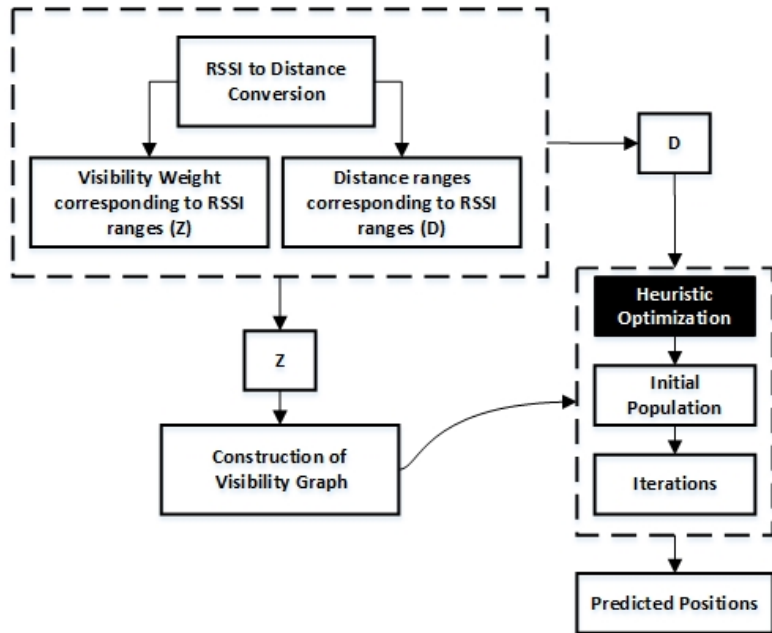 RSSI to Distance
Conversion
Visibility Weight
corresponding to RSSI
ranges (Z)
Distance ranges
corresponding to RSSI
ranges (D)
D
Z
Construction of
Visibility Graph
Heuristic
Optimization
Initial
Population
Iterations
Predicted Positions